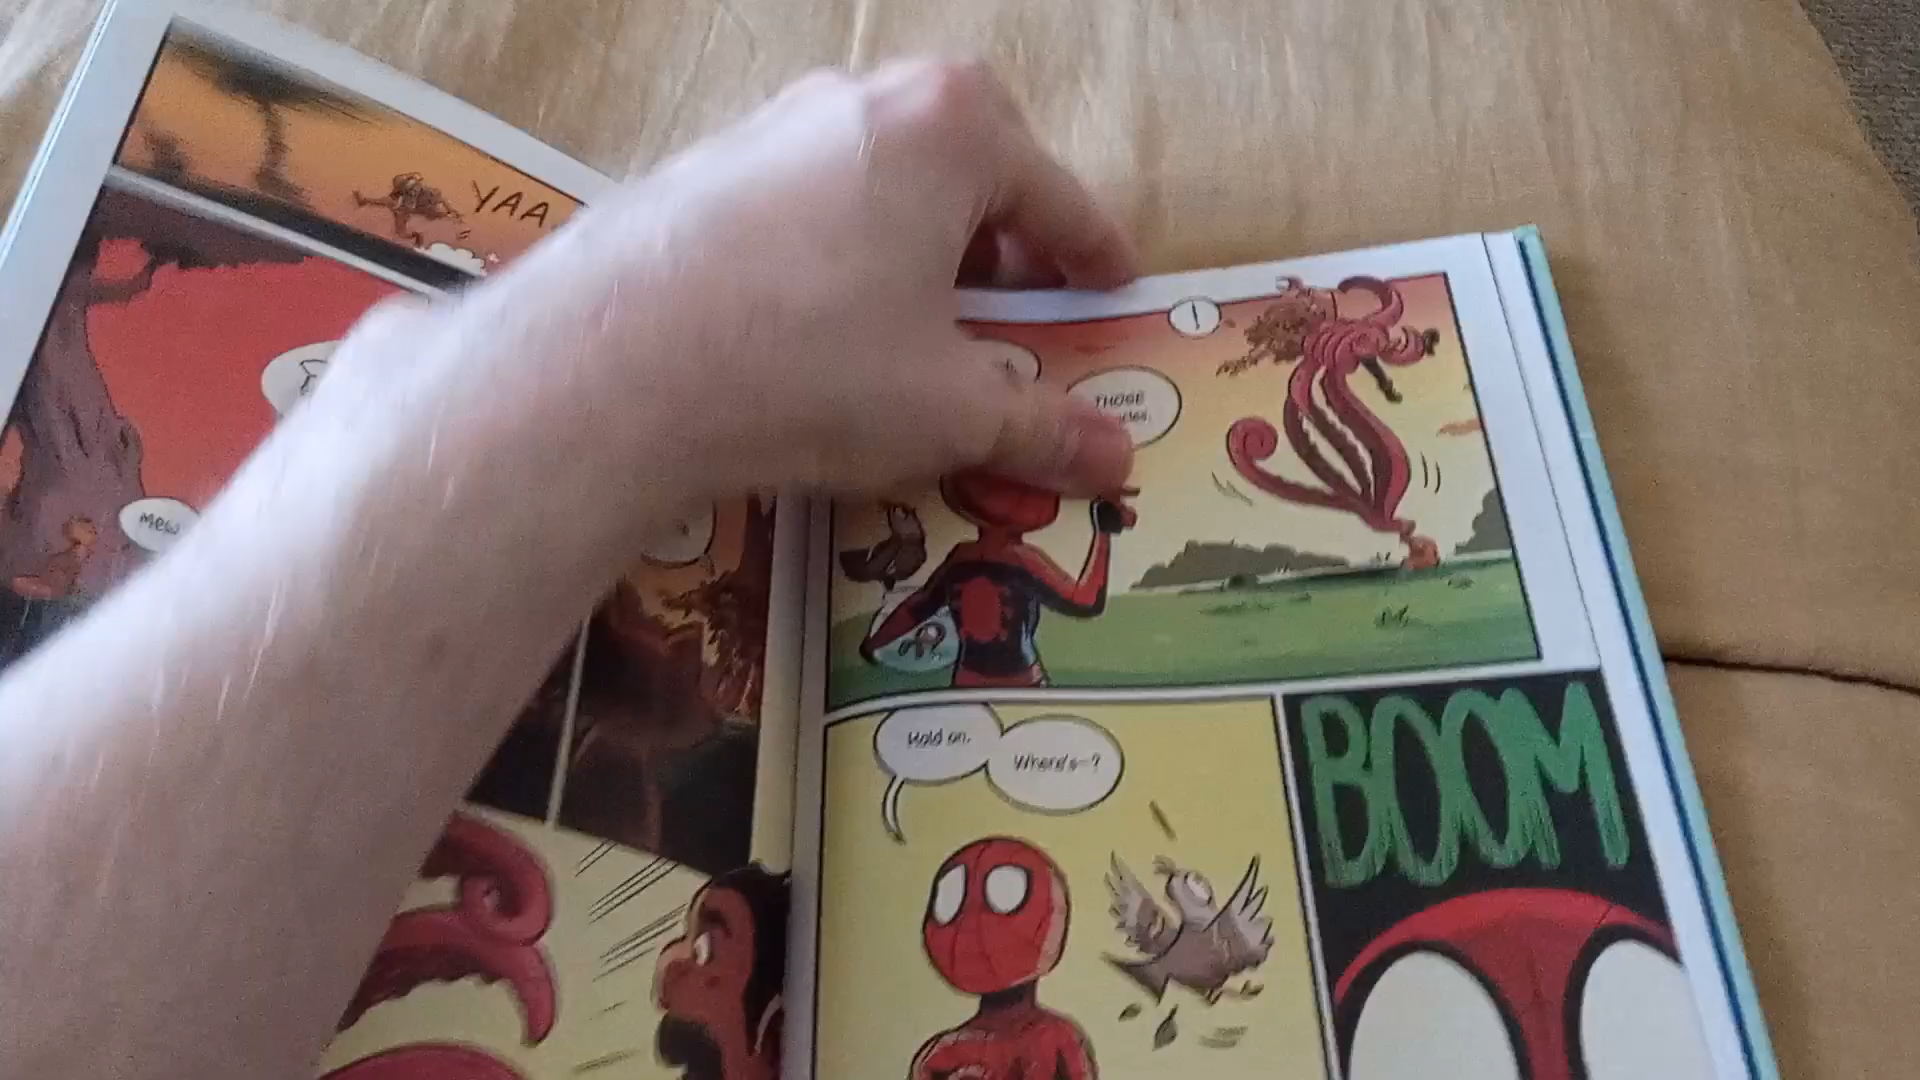 YAA
Mew
!
THOSE
Hold on.
Where's--?
BOOM